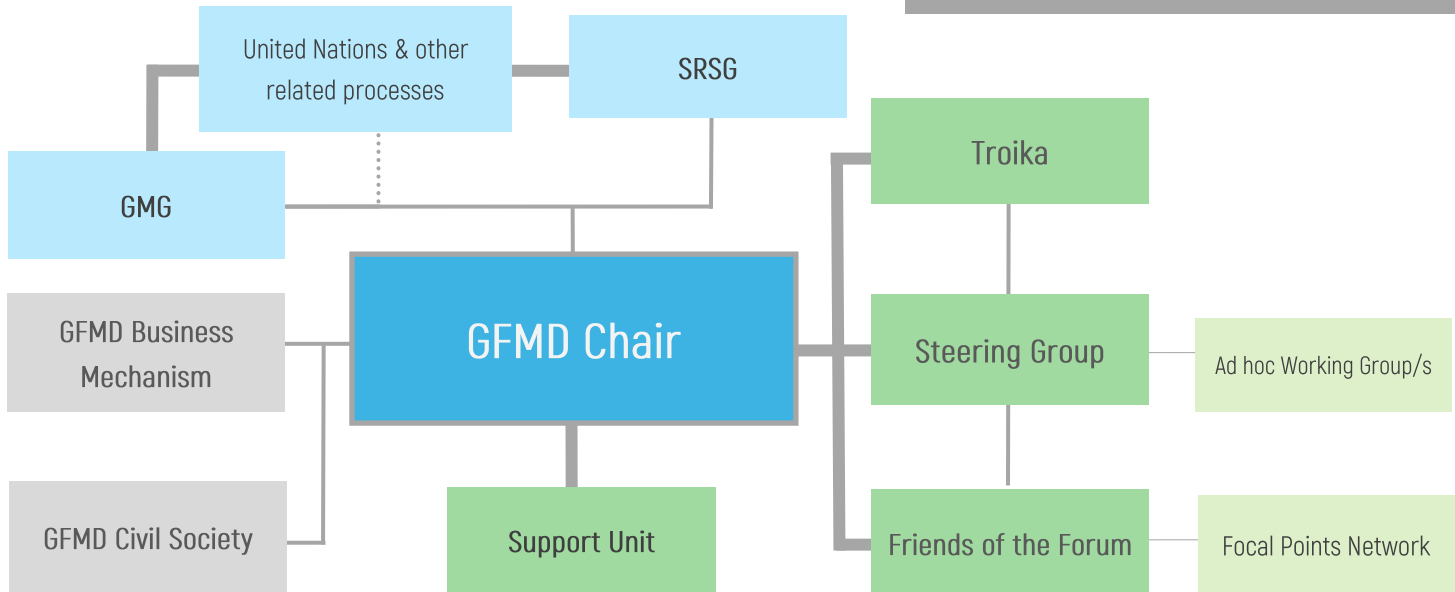 United Nations & other
related processes
SRSG
Troika
GMG
GFMD Business
Mechanism
GFMD Chair
Steering Group
Ad hoc Working Group/s
GFMD Civil Society
Support Unit
Friends of the Forum
Focal Points Network